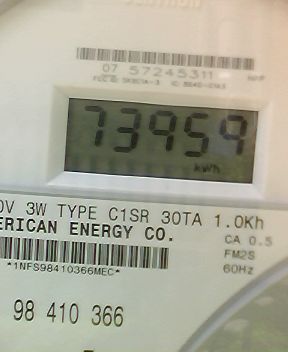 07 57245311
73959
kWh
0V 3W TYPE C1SR 30TA 1.0Kh
ERICAN ENERGY CO.
CA 0.5
FM2S
60Hz
*1NFS98410366MEC*
98 410 366